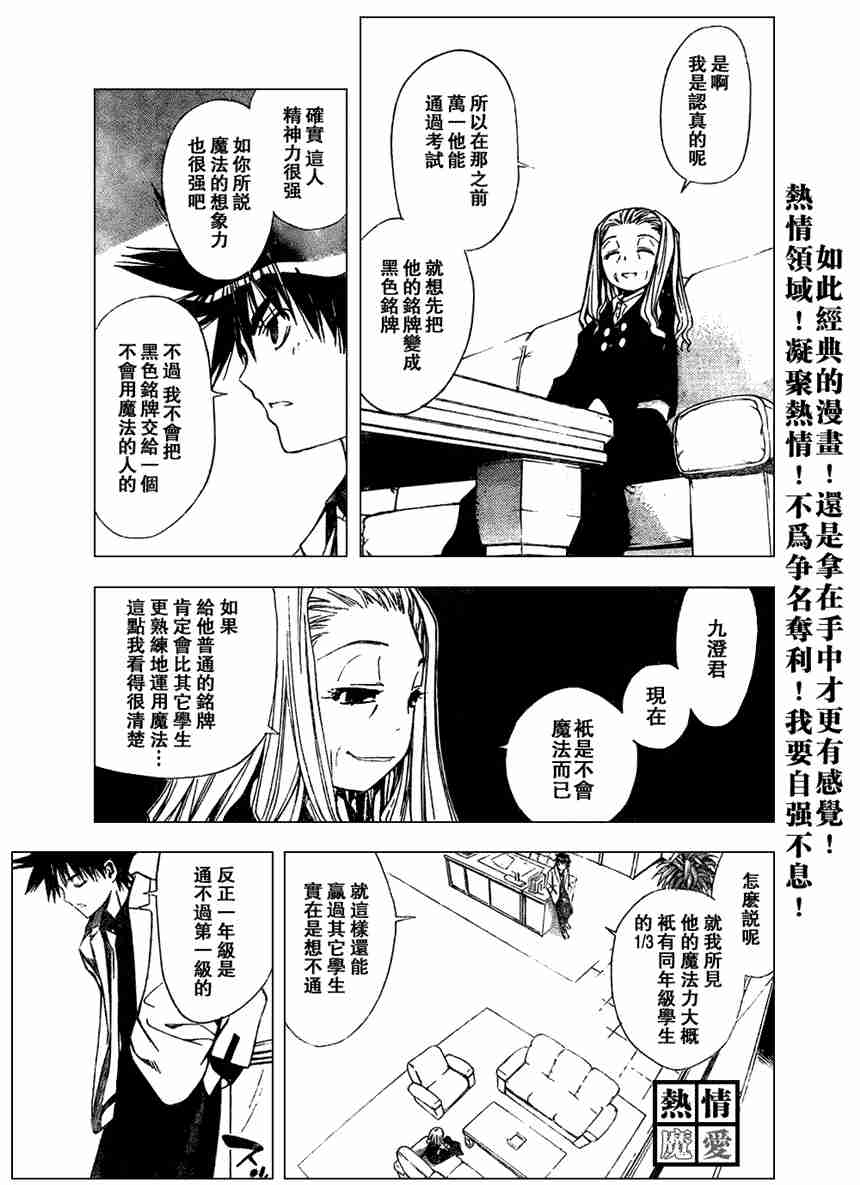 是啊
我是認真的呢
所以在那之前
萬一他能
通過考試
就想先把
他的銘牌變成
黑色銘牌
確實 這人
精神力很强
如你所説
魔法的想象力
也很强吧
不過 我不會把
黑色銘牌交給一個
不會用魔法的人的
九澄君
現在
衹是不會
魔法而已
如果
給他普通的銘牌
肯定會比其它學生
更熟練地運用魔法…
這點我看得很清楚
怎麽説呢
就我所見
他的魔法力大概
衹有同年級學生
的1/3
就這樣還能
贏過其它學生
實在是想不通
反正一年級是
通不過第一級的
ズッ
如此經典的漫畫！還是拿在手中才更有感覺！
熱情領域！凝聚熱情！不爲争名奪利！我要自强不息！
熱情
魔愛